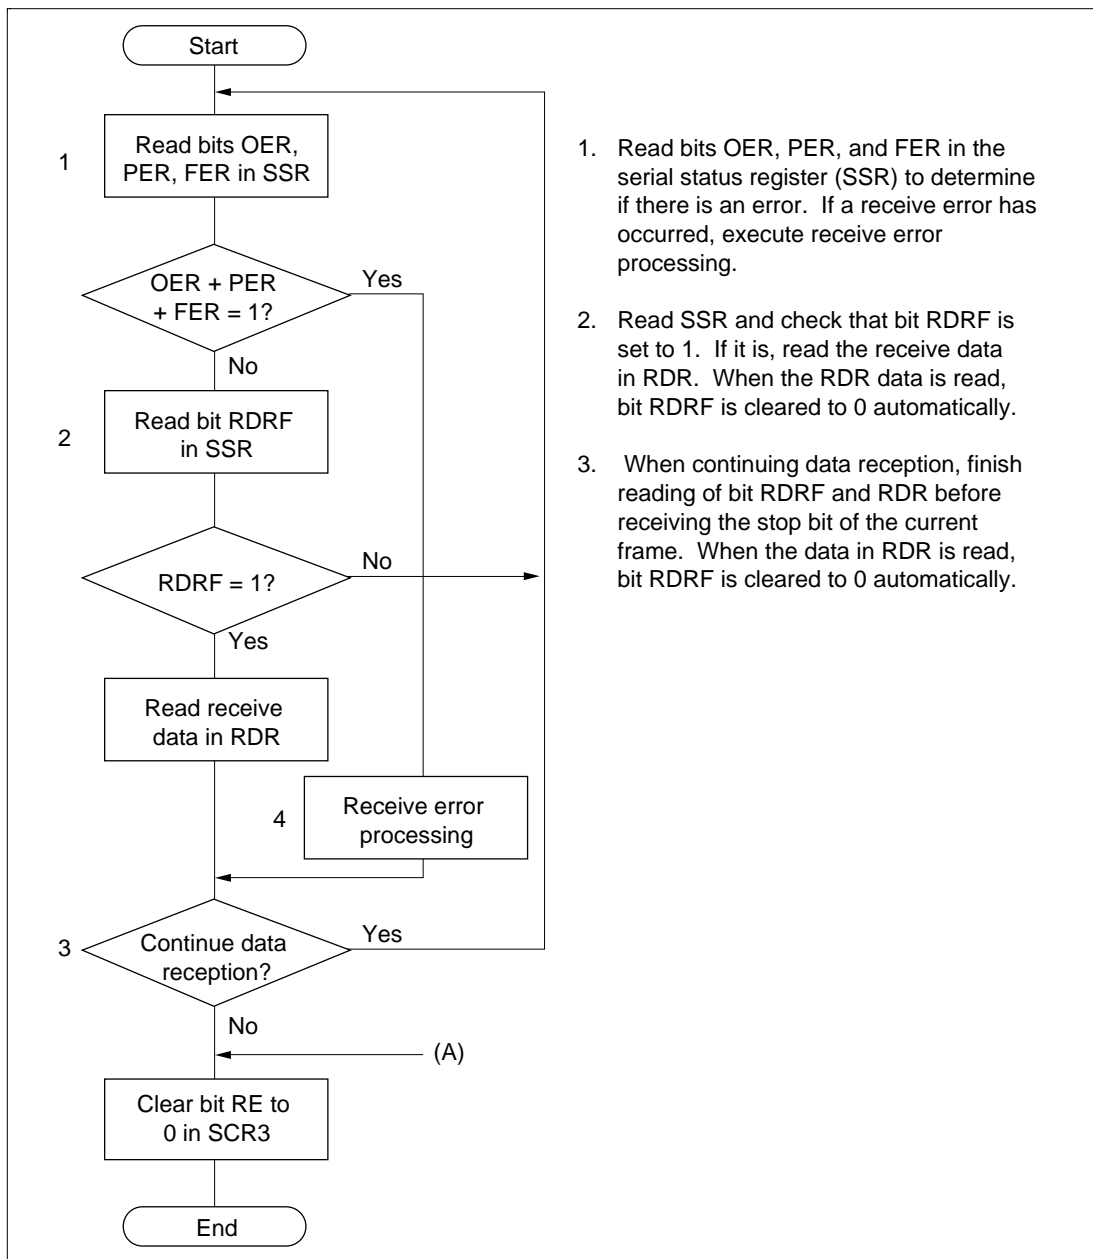 Start
1
Read bits OER,
PER, FER in SSR
OER + PER
+ FER = 1?
Yes
No
2
Read bit RDRF
in SSR
RDRF = 1?
No
Yes
Read receive
data in RDR
4
Receive error
processing
3
Continue data
reception?
Yes
No
(A)
Clear bit RE to
0 in SCR3
End
1. Read bits OER, PER, and FER in the
serial status register (SSR) to determine
if there is an error. If a receive error has
occurred, execute receive error
processing.
2. Read SSR and check that bit RDRF is
set to 1. If it is, read the receive data
in RDR. When the RDR data is read,
bit RDRF is cleared to 0 automatically.
3. When continuing data reception, finish
reading of bit RDRF and RDR before
receiving the stop bit of the current
frame. When the data in RDR is read,
bit RDRF is cleared to 0 automatically.